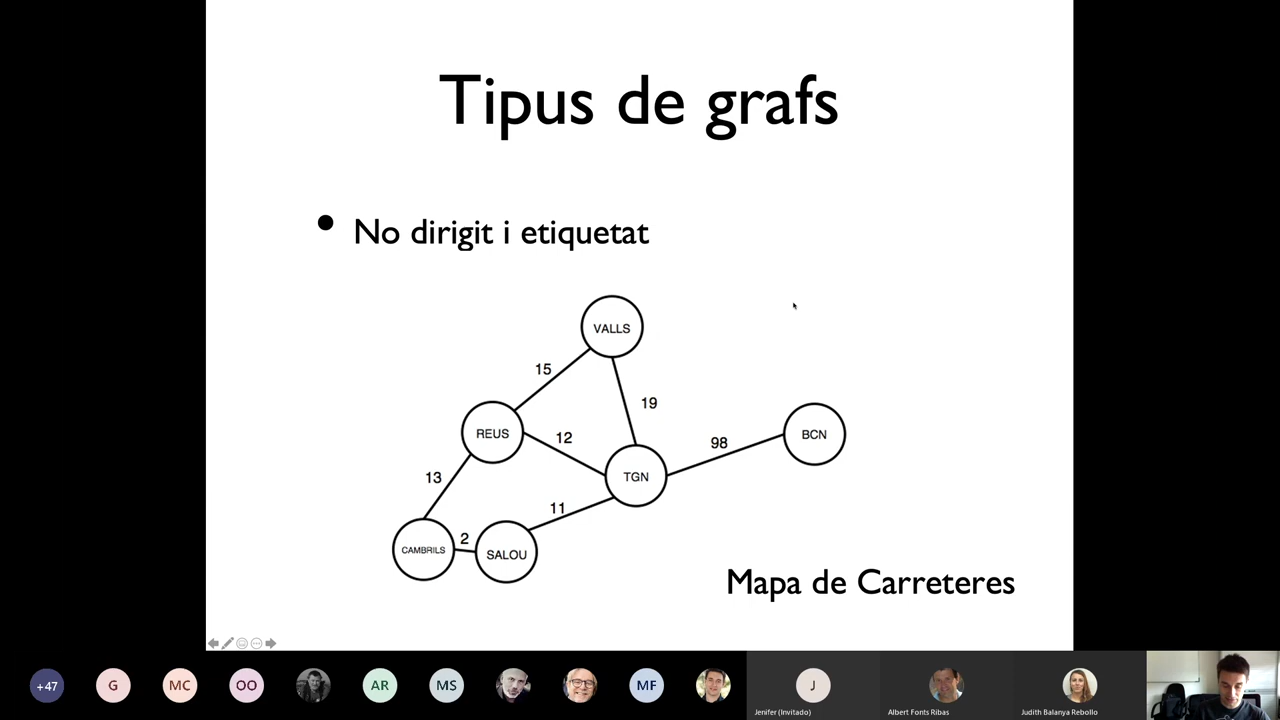 Tipus de grafs
No dirigit i etiquetat
VALLS
15
19
REUS
12
98
BCN
13
TGN
11
CAMBRILS
2
SALOU
Mapa de Carreteres
+47
G
MC
OO
AR
MS
MF
J
Jenifer (Invitado)
Albert Fonts Ribas
Judith Balanya Rebollo